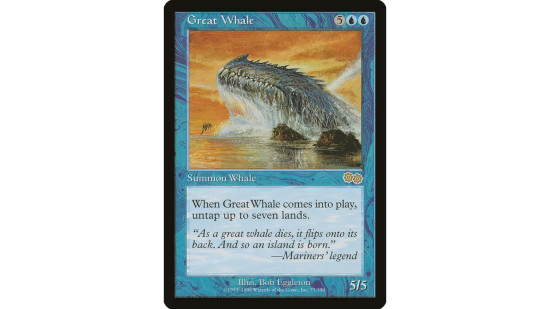 Great Whale 5
Summon Whale
When Great Whale comes into play,
untap up to seven lands.
"As a great whale dies, it flips onto its
back. And so an island is born."
—Mariners' legend
Illus. Bob Eggleton
5/5